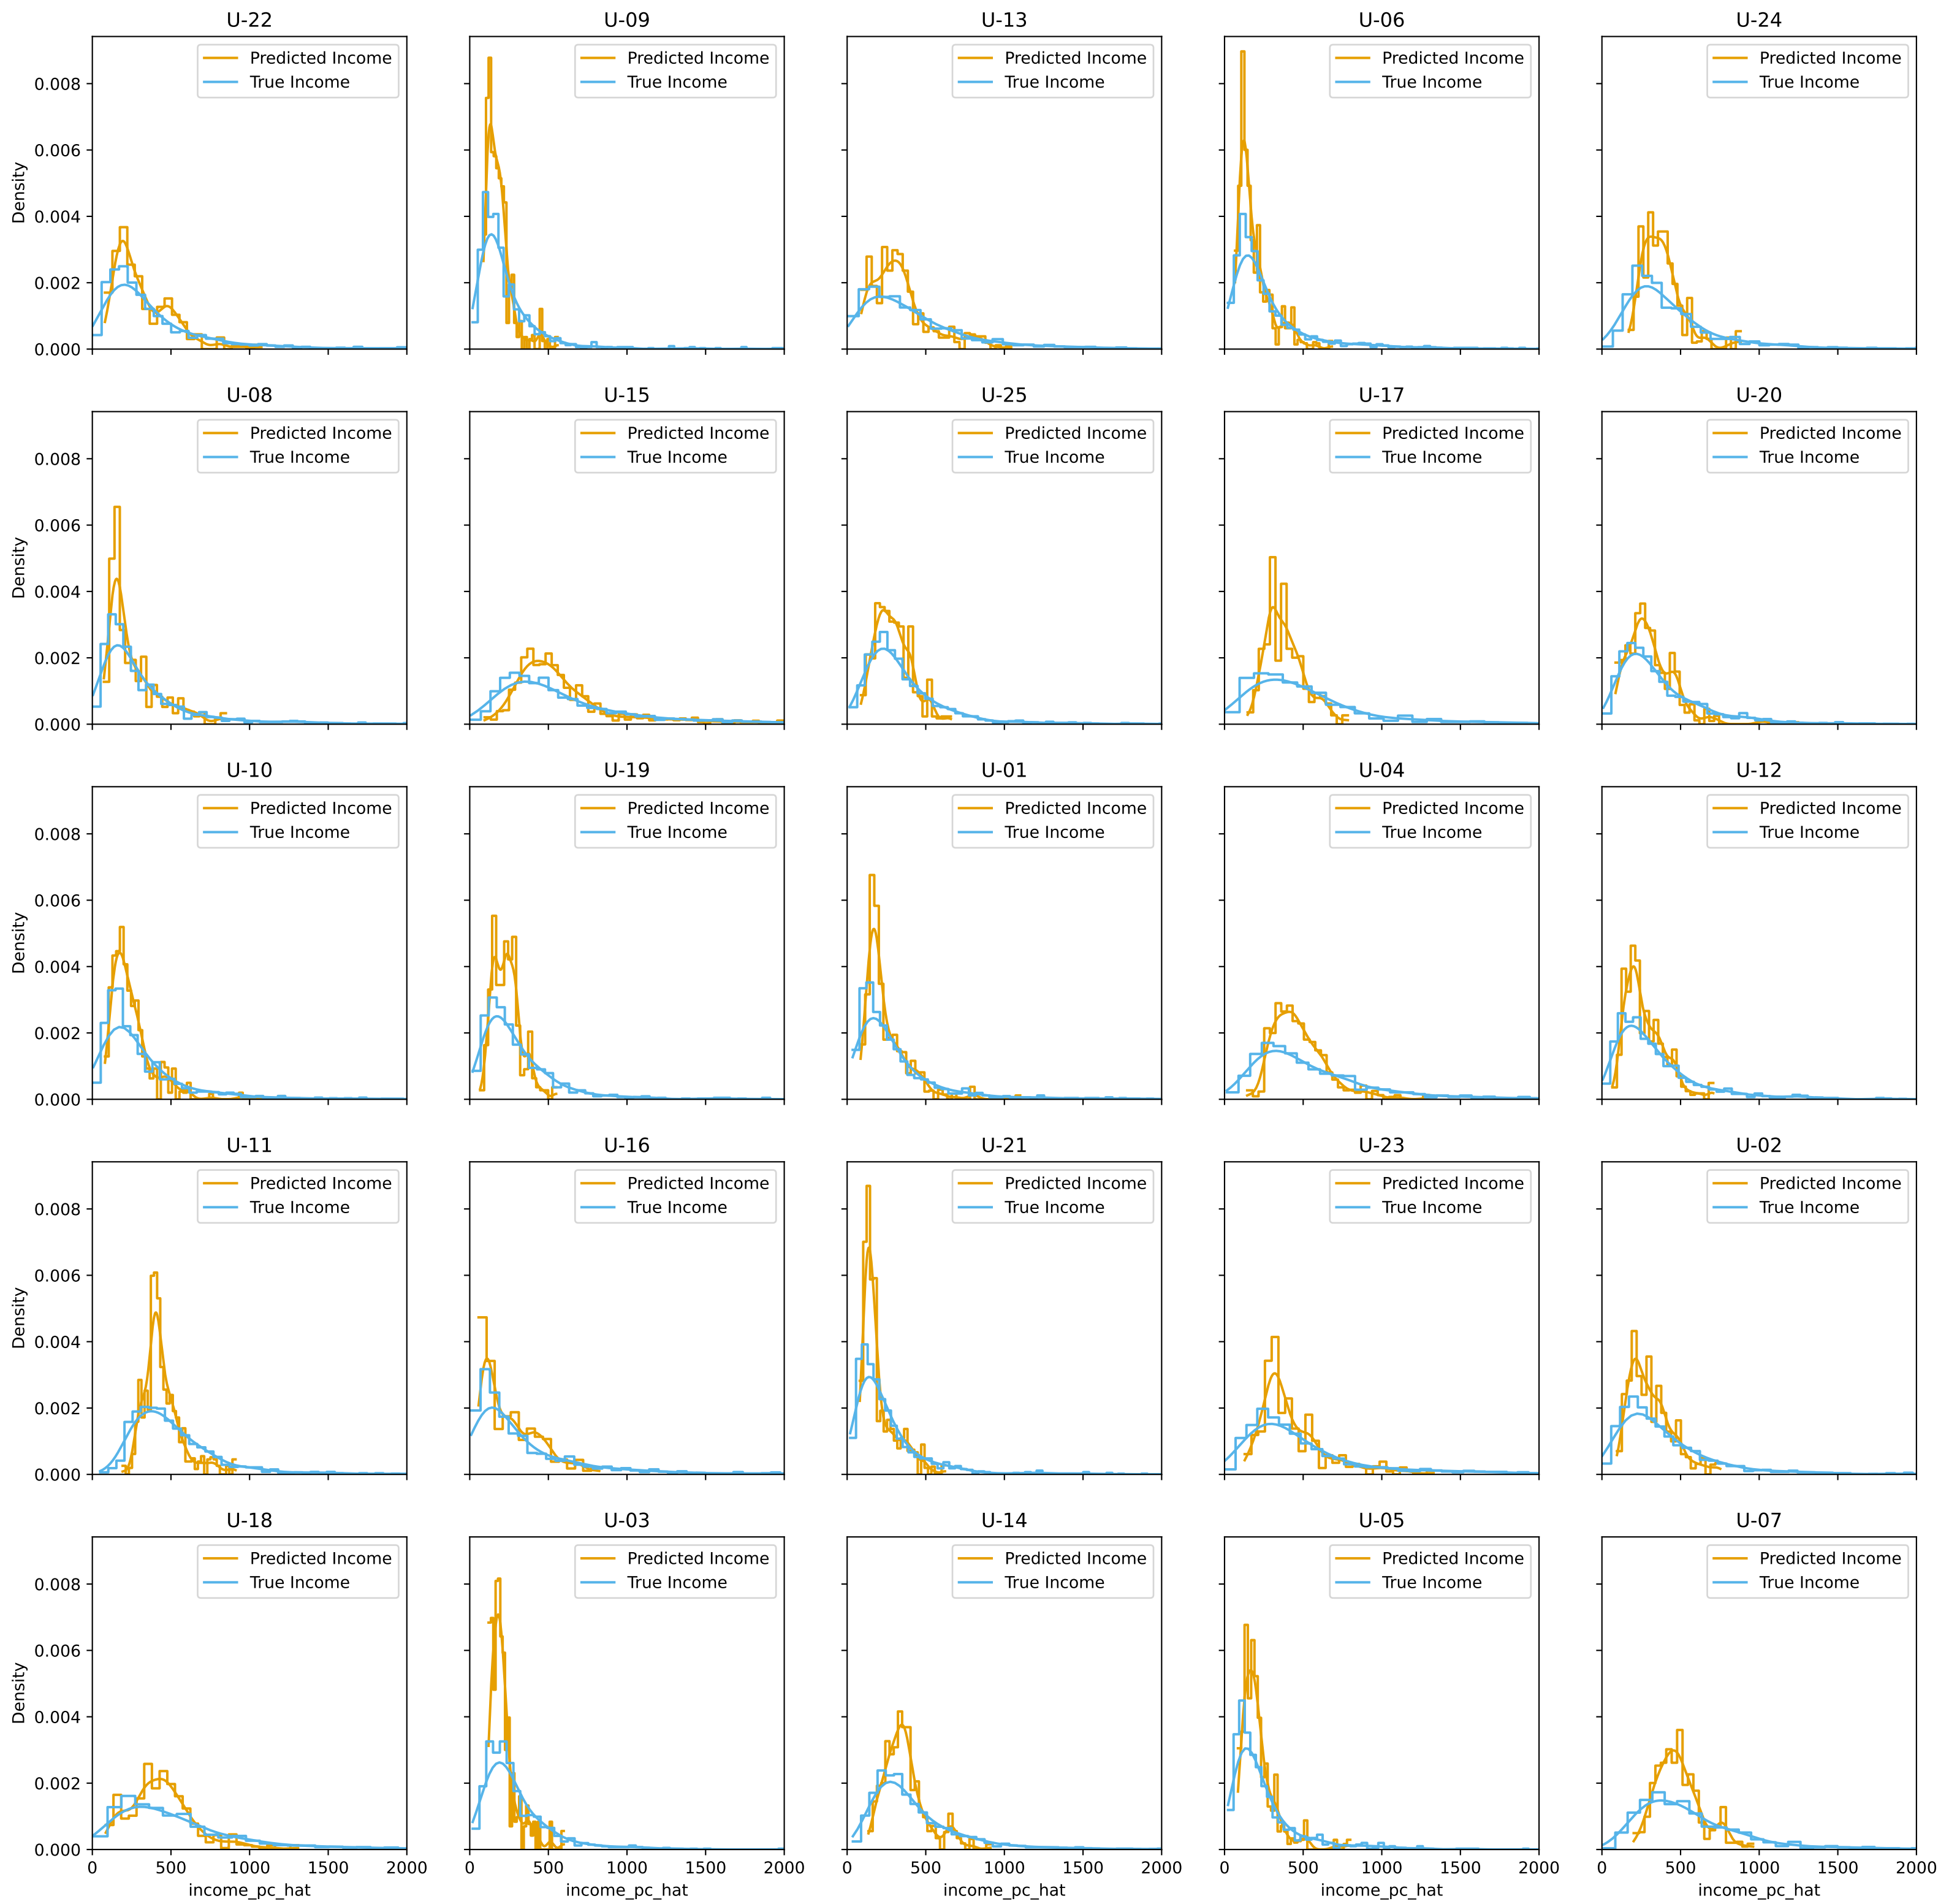 U-22 U-09 U-13 U-06 U-24
Predicted Income Predicted Income Predicted Income Predicted Income Predicted Income
True Income True Income True Income True Income True Income
0.008
0.006
Density
0.004
0.002
0.000
U-08 U-15 U-25 U-17 U-20
Predicted Income Predicted Income Predicted Income Predicted Income Predicted Income
True Income True Income True Income True Income True Income
0.008
0.006
Density
0.004
0.002
0.000
U-10 U-19 U-01 U-04 U-12
Predicted Income Predicted Income Predicted Income Predicted Income Predicted Income
True Income True Income True Income True Income True Income
0.008
0.006
Density
0.004
0.002
0.000
U-11 U-16 U-21 U-23 U-02
Predicted Income Predicted Income Predicted Income Predicted Income Predicted Income
True Income True Income True Income True Income True Income
0.008
0.006
Density
0.004
0.002
0.000
U-18 U-03 U-14 U-05 U-07
Predicted Income Predicted Income Predicted Income Predicted Income Predicted Income
True Income True Income True Income True Income True Income
0.008
0.006
Density
0.004
0.002
0.000
0 500 1000 1500 2000 0 500 1000 1500 2000 0 500 1000 1500 2000 0 500 1000 1500 2000 0 500 1000 1500 2000
income_pc_hat income_pc_hat income_pc_hat income_pc_hat income_pc_hat